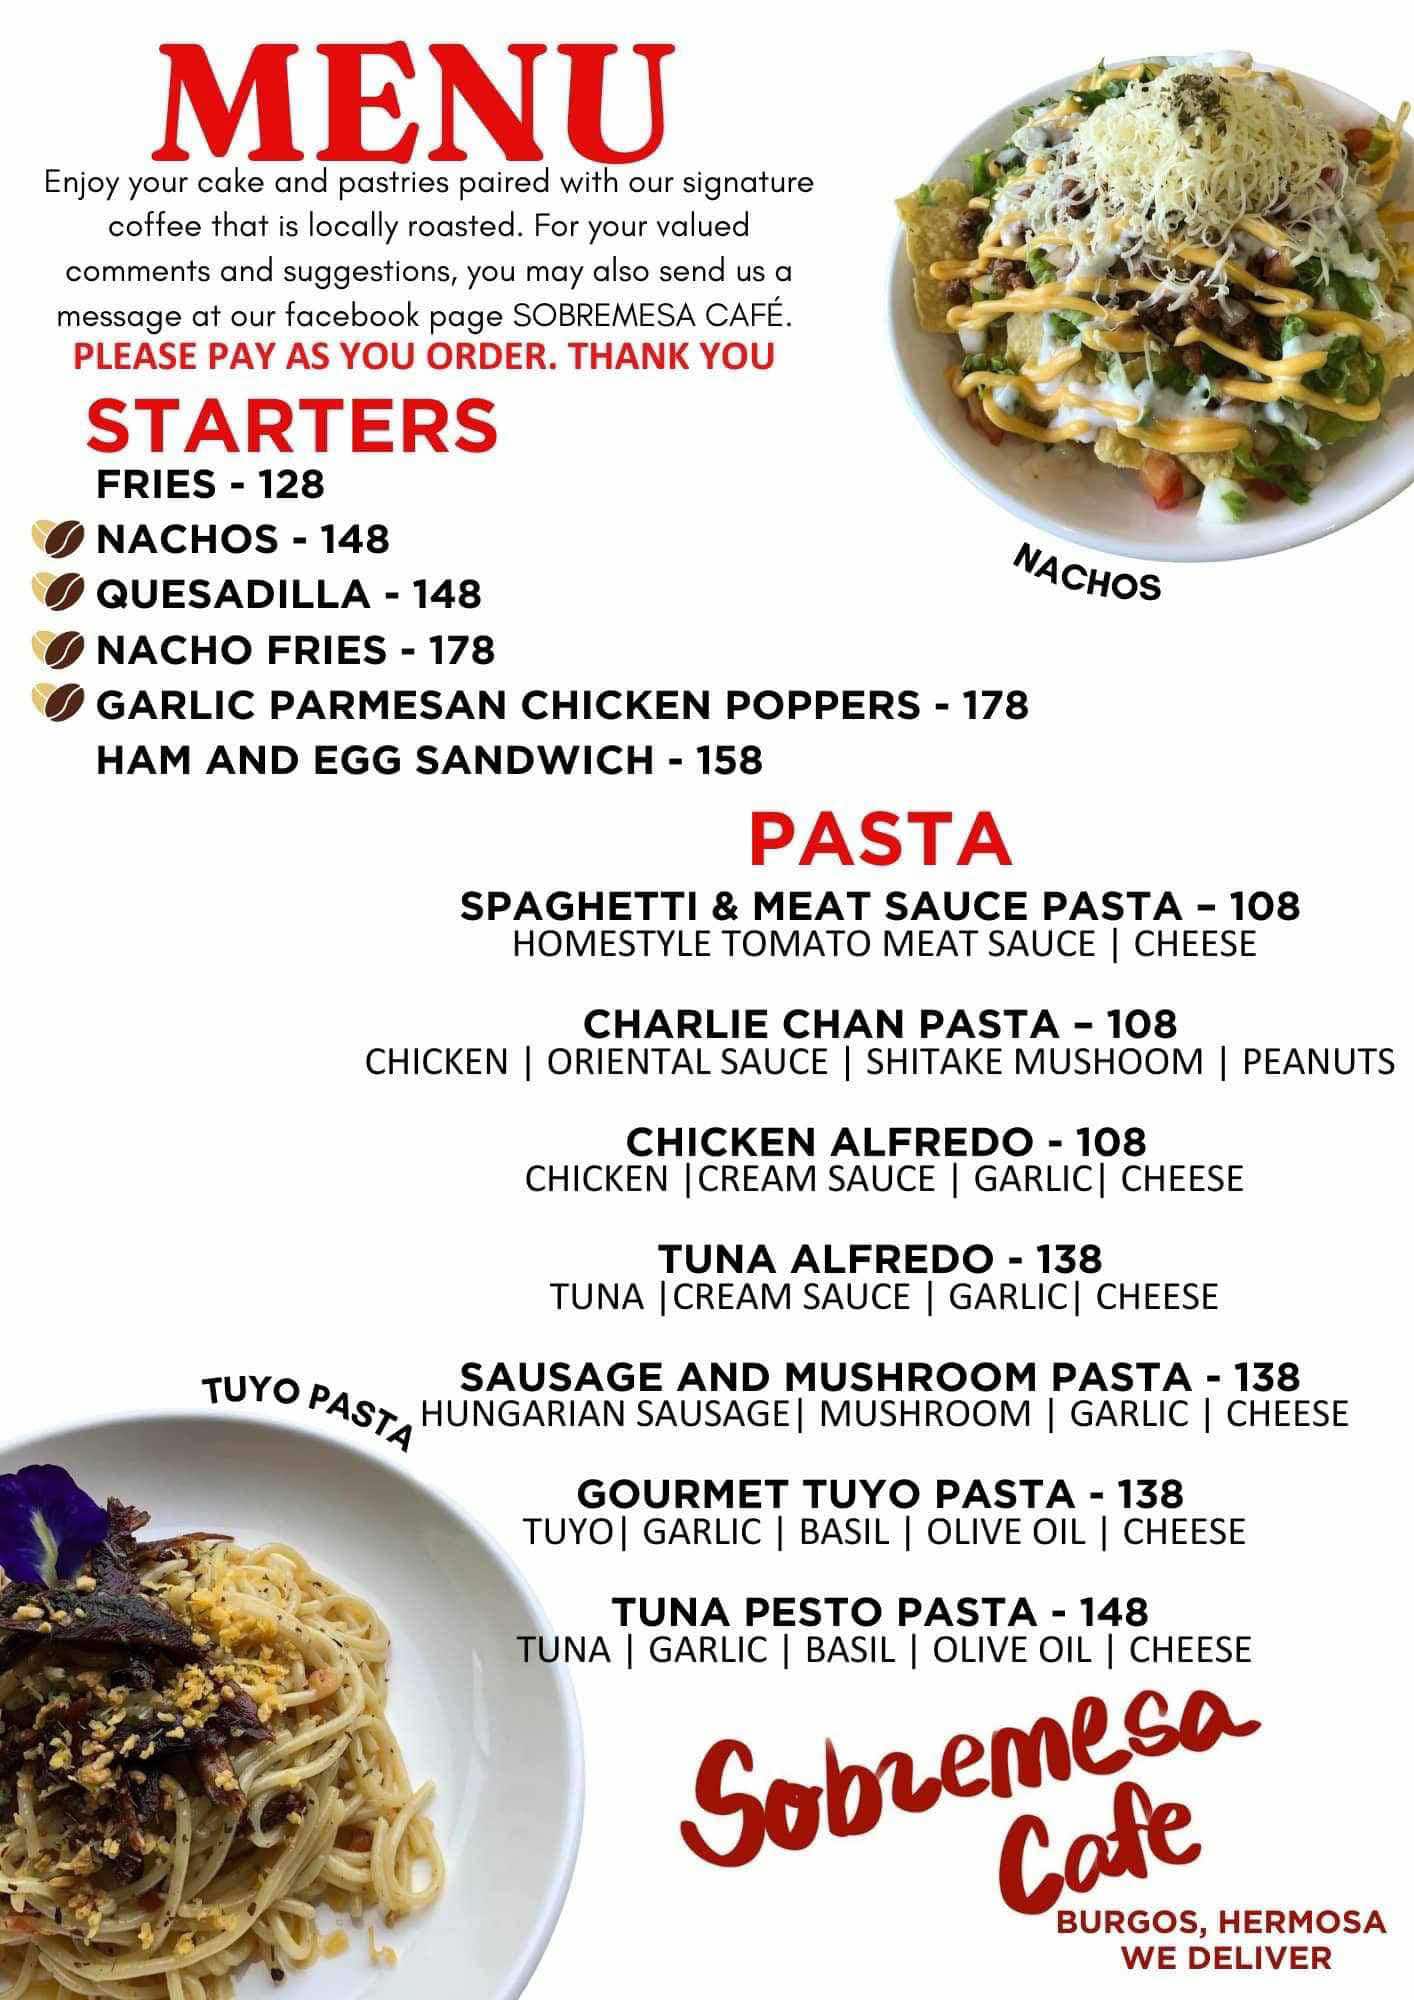 MENU
Enjoy your cake and pastries paired with our signature
coffee that is locally roasted. For your valued
comments and suggestions, you may also send us a
message at our facebook page SOBREMESA CAFÉ.
PLEASE PAY AS YOU ORDER. THANK YOU
NACHOS
STARTERS
FRIES - 128
NACHOS - 148
QUESADILLA - 148
NACHO FRIES - 178
GARLIC PARMESAN CHICKEN POPPERS - 178
HAM AND EGG SANDWICH - 158
PASTA
SPAGHETTI & MEAT SAUCE PASTA – 108
HOMESTYLE TOMATO MEAT SAUCE | CHEESE
CHARLIE CHAN PASTA – 108
CHICKEN | ORIENTAL SAUCE | SHITAKE MUSHOOM | PEANUTS
CHICKEN ALFREDO - 108
CHICKEN |CREAM SAUCE | GARLIC| CHEESE
TUNA ALFREDO - 138
TUNA |CREAM SAUCE | GARLIC| CHEESE
SAUSAGE AND MUSHROOM PASTA - 138
HUNGARIAN SAUSAGE| MUSHROOM | GARLIC | CHEESE
GOURMET TUYO PASTA - 138
TUYO| GARLIC | BASIL | OLIVE OIL | CHEESE
TUNA PESTO PASTA - 148
TUNA | GARLIC | BASIL | OLIVE OIL | CHEESE
TUYO PASTA
Sobremesa
Cafe
BURGOS, HERMOSA
WE DELIVER